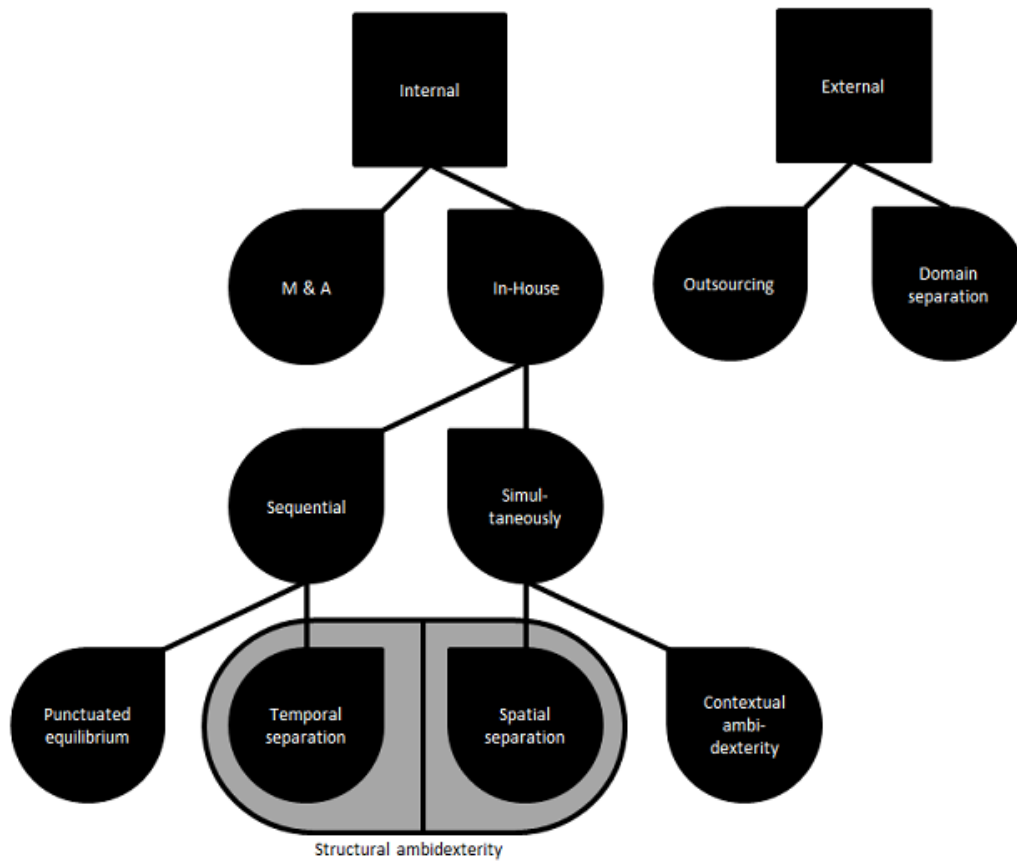 Internal
External
M & A
In-House
Outsourcing
Domain
separation
Sequential
Simul-
taneously
Punctuated
equilibrium
Temporal
separation
Spatial
separation
Contextual
ambi-
dexterity
Structural ambidexterity